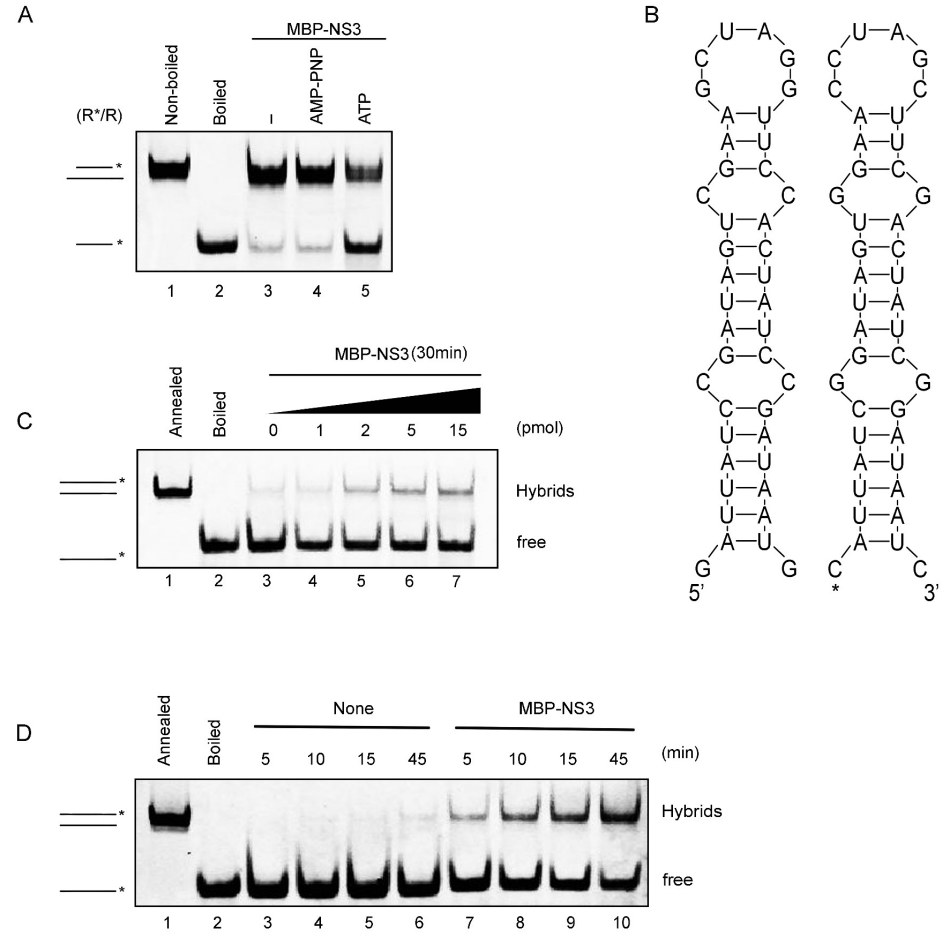 A
MBP-NS3
(R*/R)
Non-boiled
Boiled
–
AMP-PNP
ATP
*
*
1 2 3 4 5
B
U A U A
C G C G
G G C C
A U A U
A U A U
G C G C
C C G G
U A U A
G C G C
A U A U
U A U A
A U A U
G C G C
C C G G
C G C G
U A U A
A U A U
U A U A
U A U A
A U A U
G G C C
5' * 3'
C
MBP-NS3 (30min)
Annealed
Boiled
0 1 2 5 15 (pmol)
*
Hybrids
free
*
1 2 3 4 5 6 7
D
None MBP-NS3
Annealed
Boiled
5 10 15 45 5 10 15 45 (min)
* Hybrids
* free
1 2 3 4 5 6 7 8 9 10